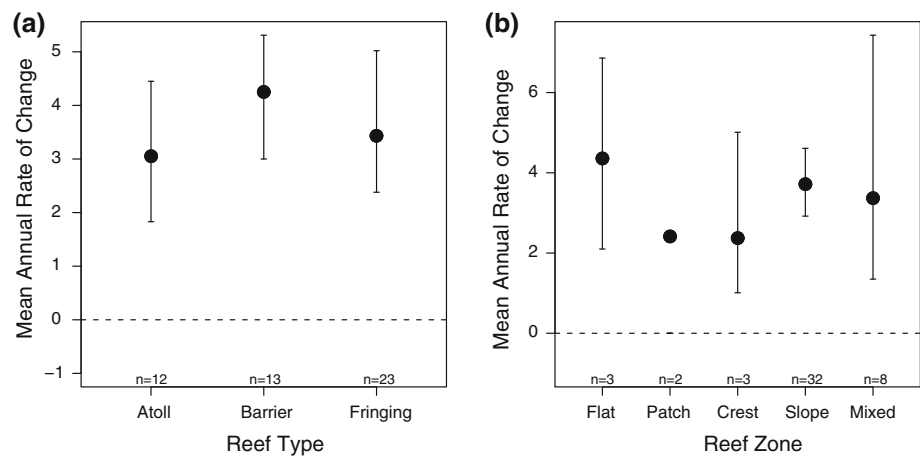 (a)
Mean Annual Rate of Change
5
4
3
2
1
0
−1
n=12 n=13 n=23
Atoll Barrier Fringing
Reef Type
(b)
Mean Annual Rate of Change
6
4
2
0
n=3 n=2 n=3 n=32 n=8
Flat Patch Crest Slope Mixed
Reef Zone